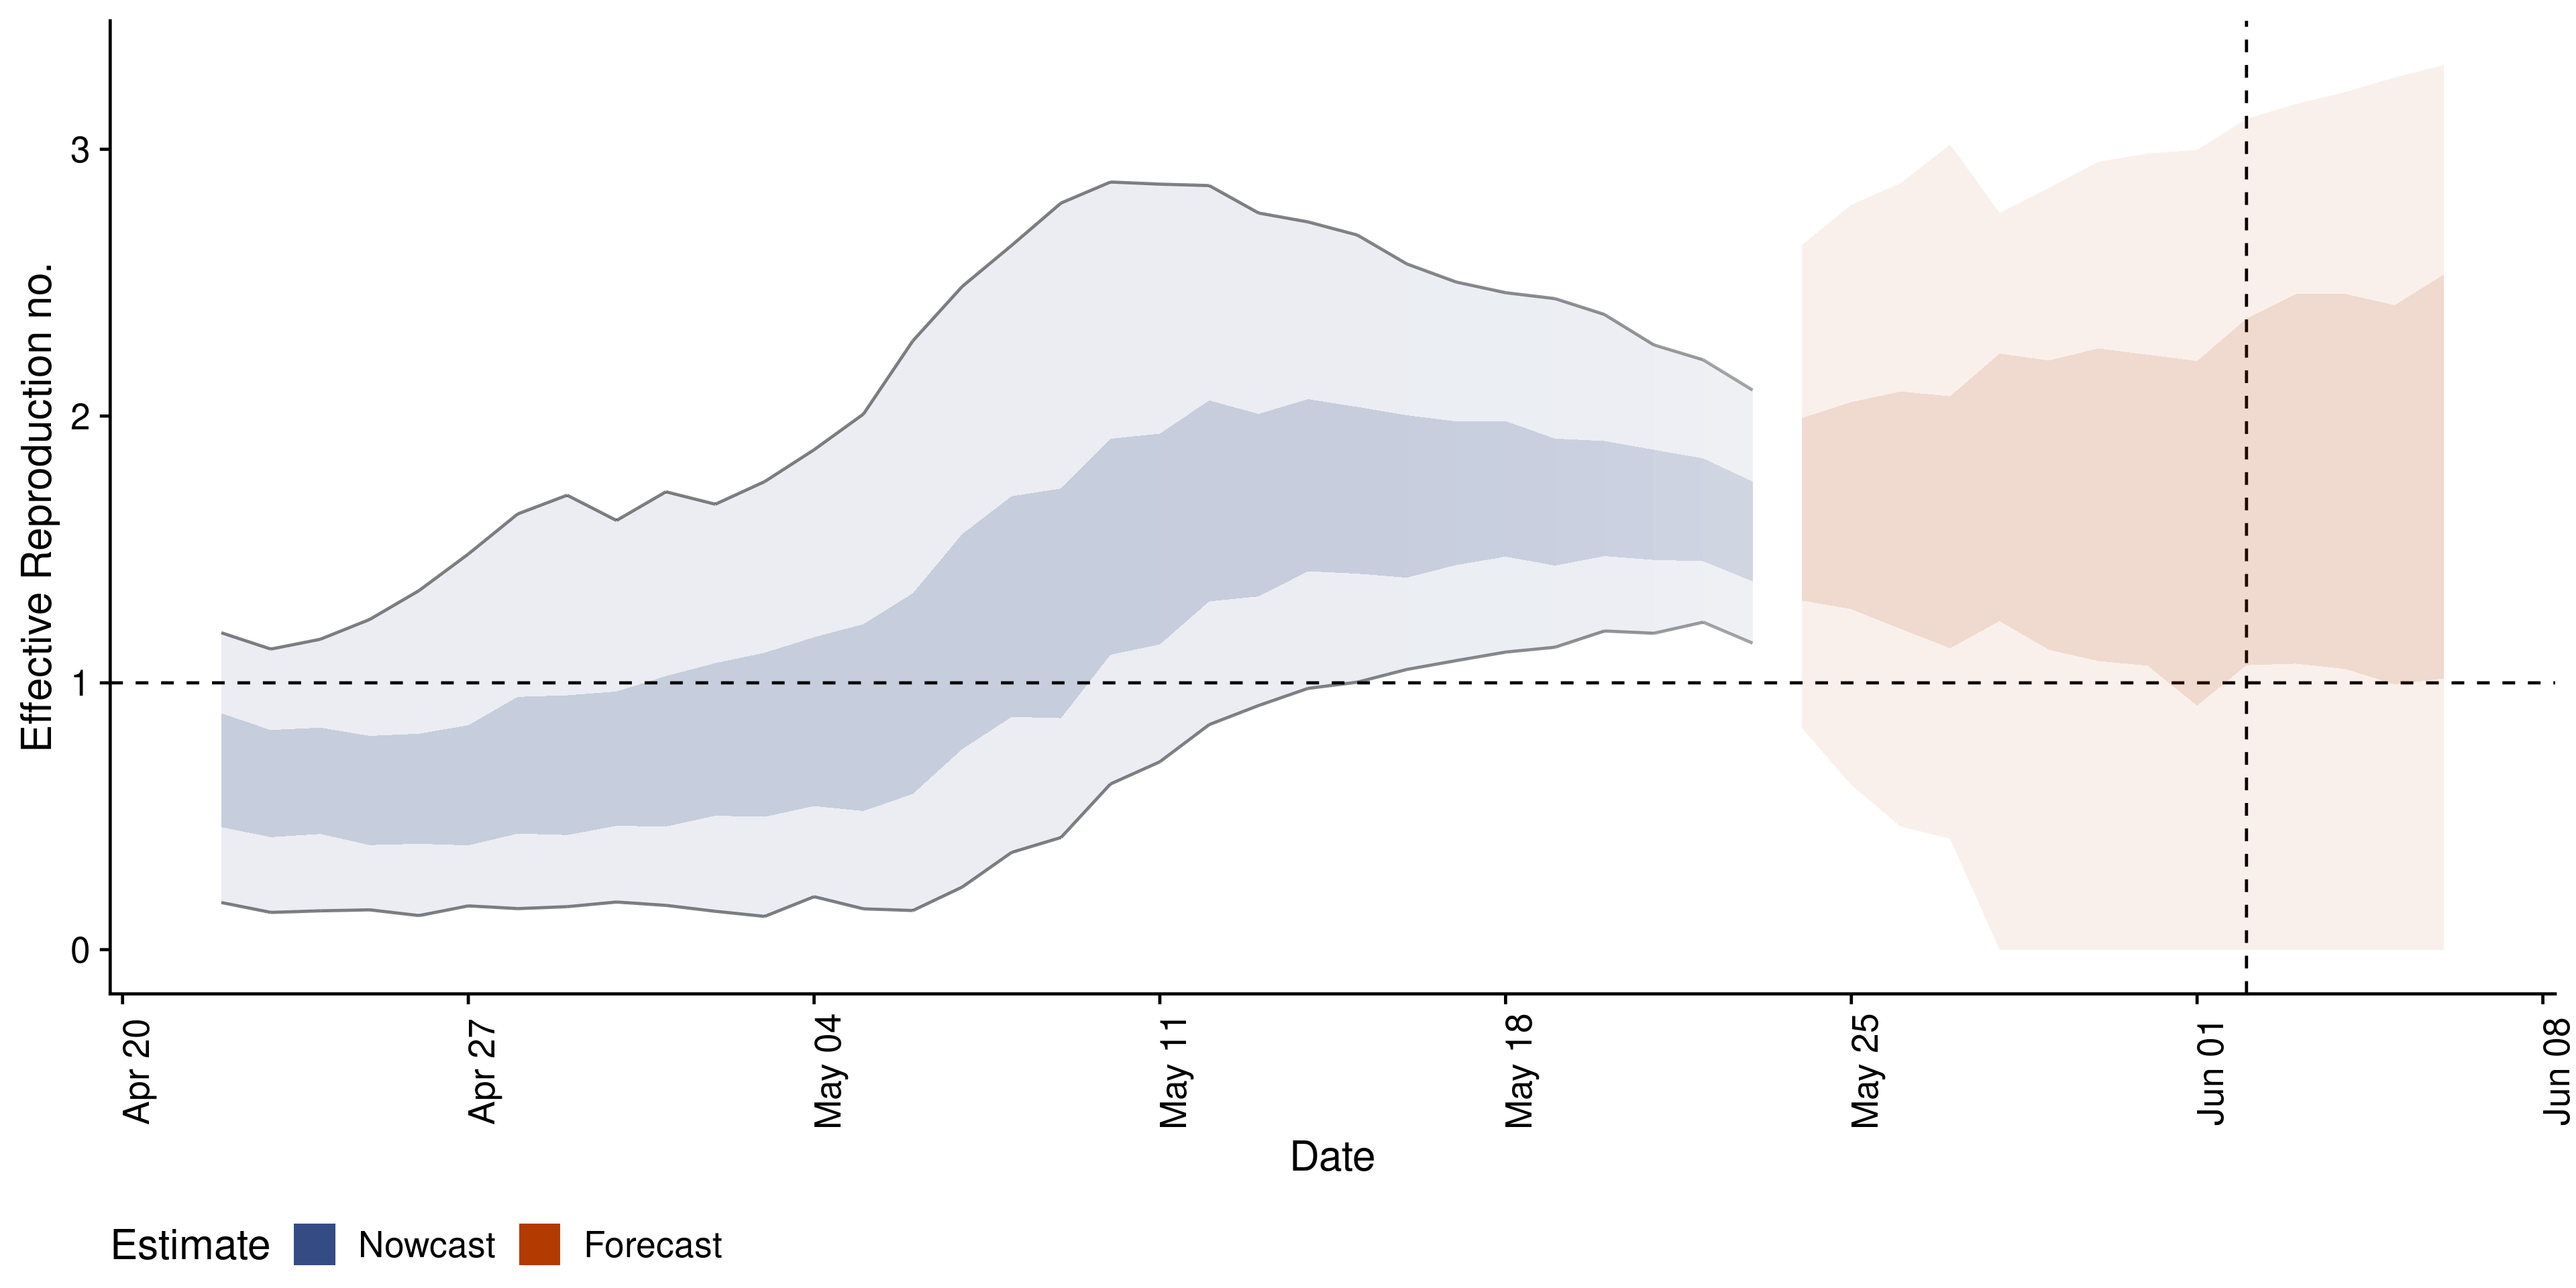 Effective Reproduction no.
3
2
1
0
Apr 20
Apr 27
May 04
May 11
May 18
May 25
Jun 01
Jun 08
Date
Estimate Nowcast Forecast